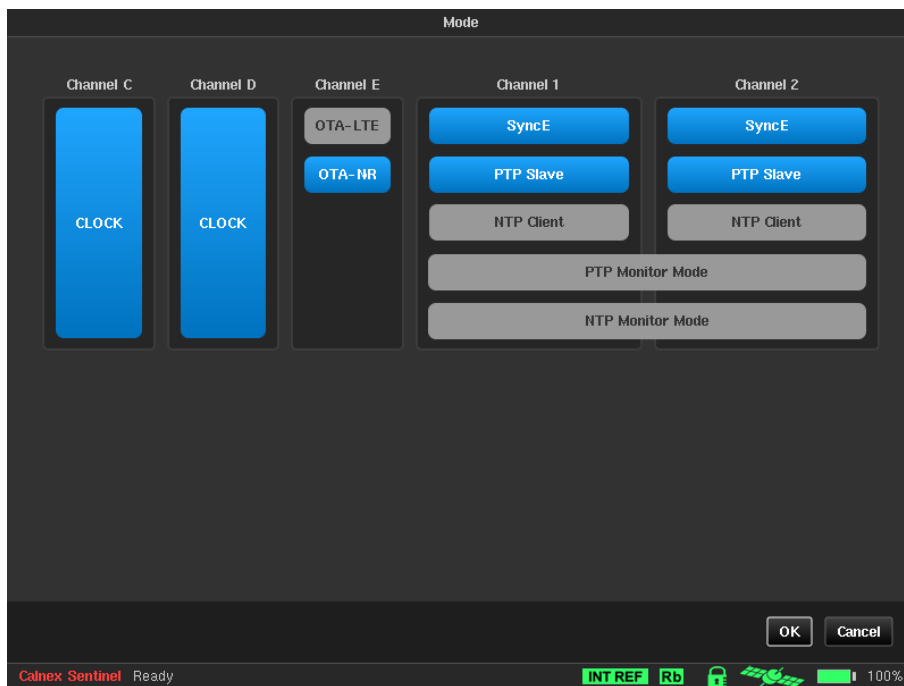 Mode
Channel C Channel D Channel E Channel 1 Channel 2
OTA-LTE SyncE SyncE
OTA-NR PTP Slave PTP Slave
CLOCK CLOCK NTP Client NTP Client
PTP Monitor Mode
NTP Monitor Mode
OK Cancel
Calnex Sentinel Ready INT REF Rb 100%